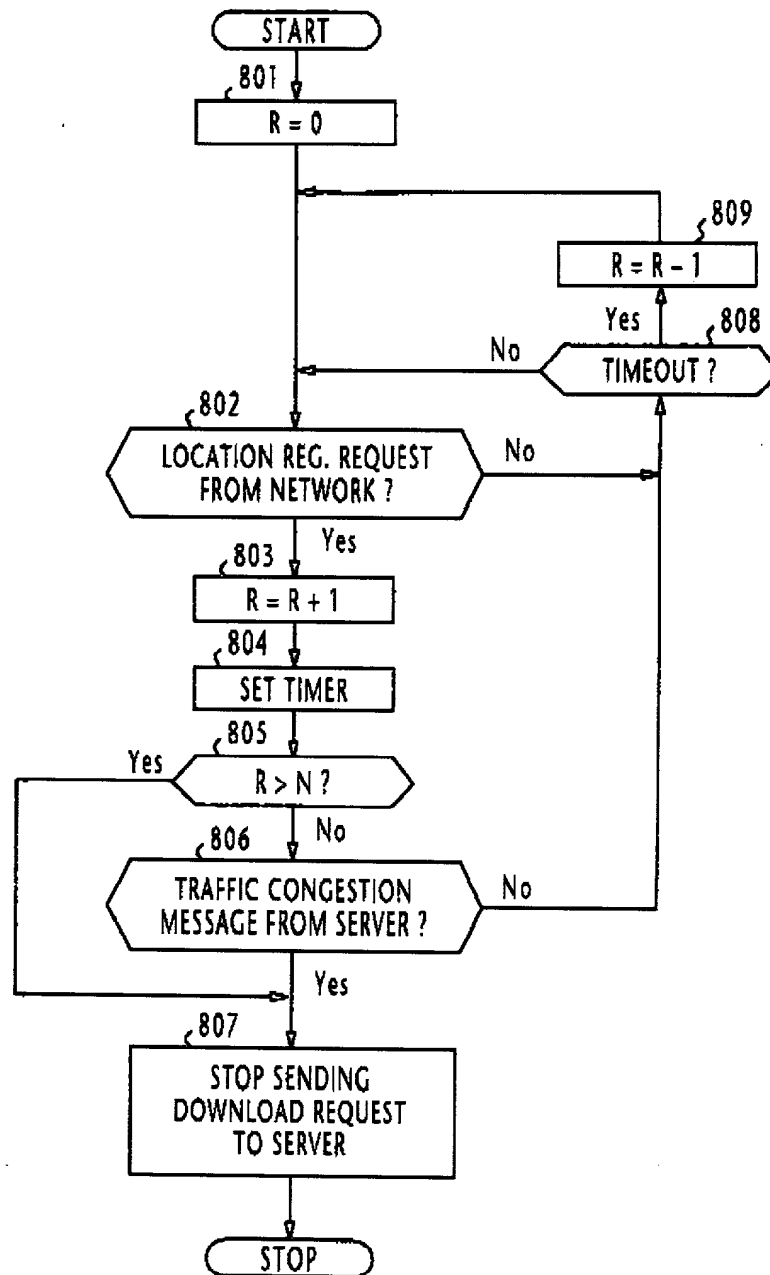 START
801
R = 0
809
R = R - 1
Yes
808
No
TIMEOUT ?
802
LOCATION REG. REQUEST
FROM NETWORK ?
No
Yes
803
R = R + 1
804
SET TIMER
805
Yes
R > N ?
No
806
TRAFFIC CONGESTION
MESSAGE FROM SERVER ?
No
Yes
807
STOP SENDING
DOWNLOAD REQUEST
TO SERVER
STOP